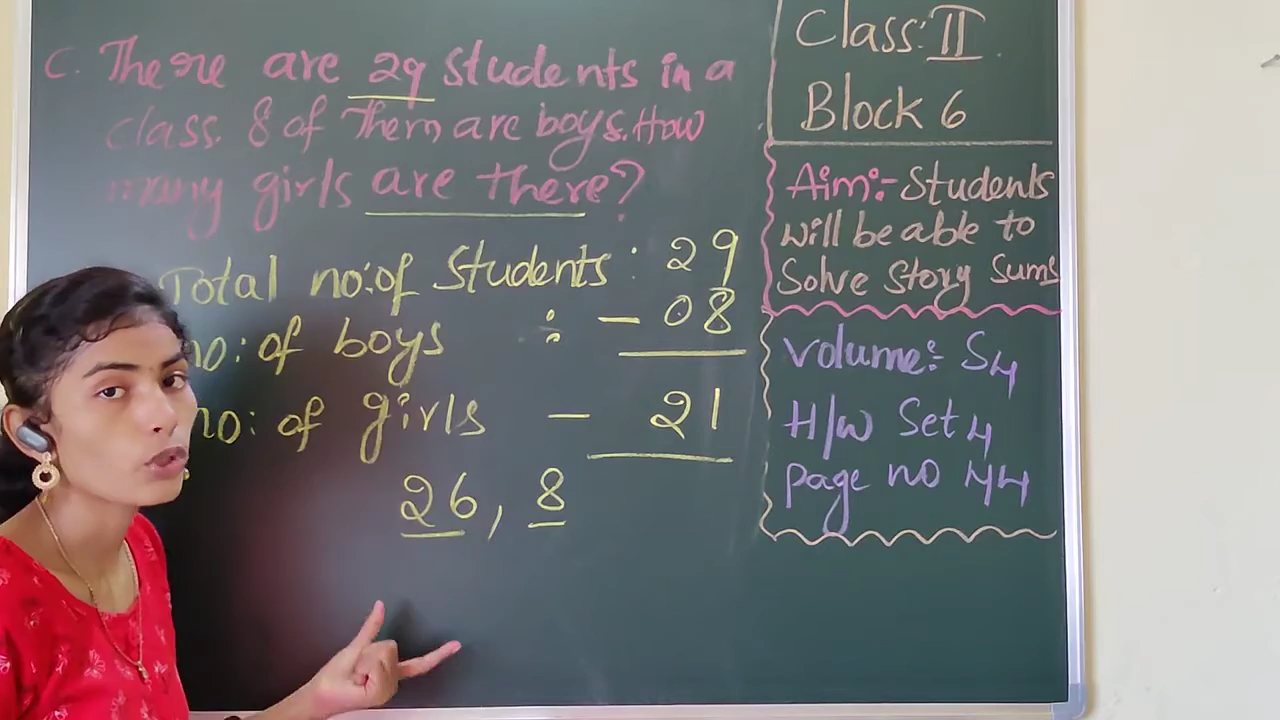 C. There are 29 students in a
class. 8 of them are boys. How
many girls are there?
Total no:of Students : 29
no: of boys : - 08
no: of girls - 21
26, 8
Class: II
Block 6
Aim:- Students
will be able to
Solve Story Sums
Volume:- S4
H/W Set 4
page no 44